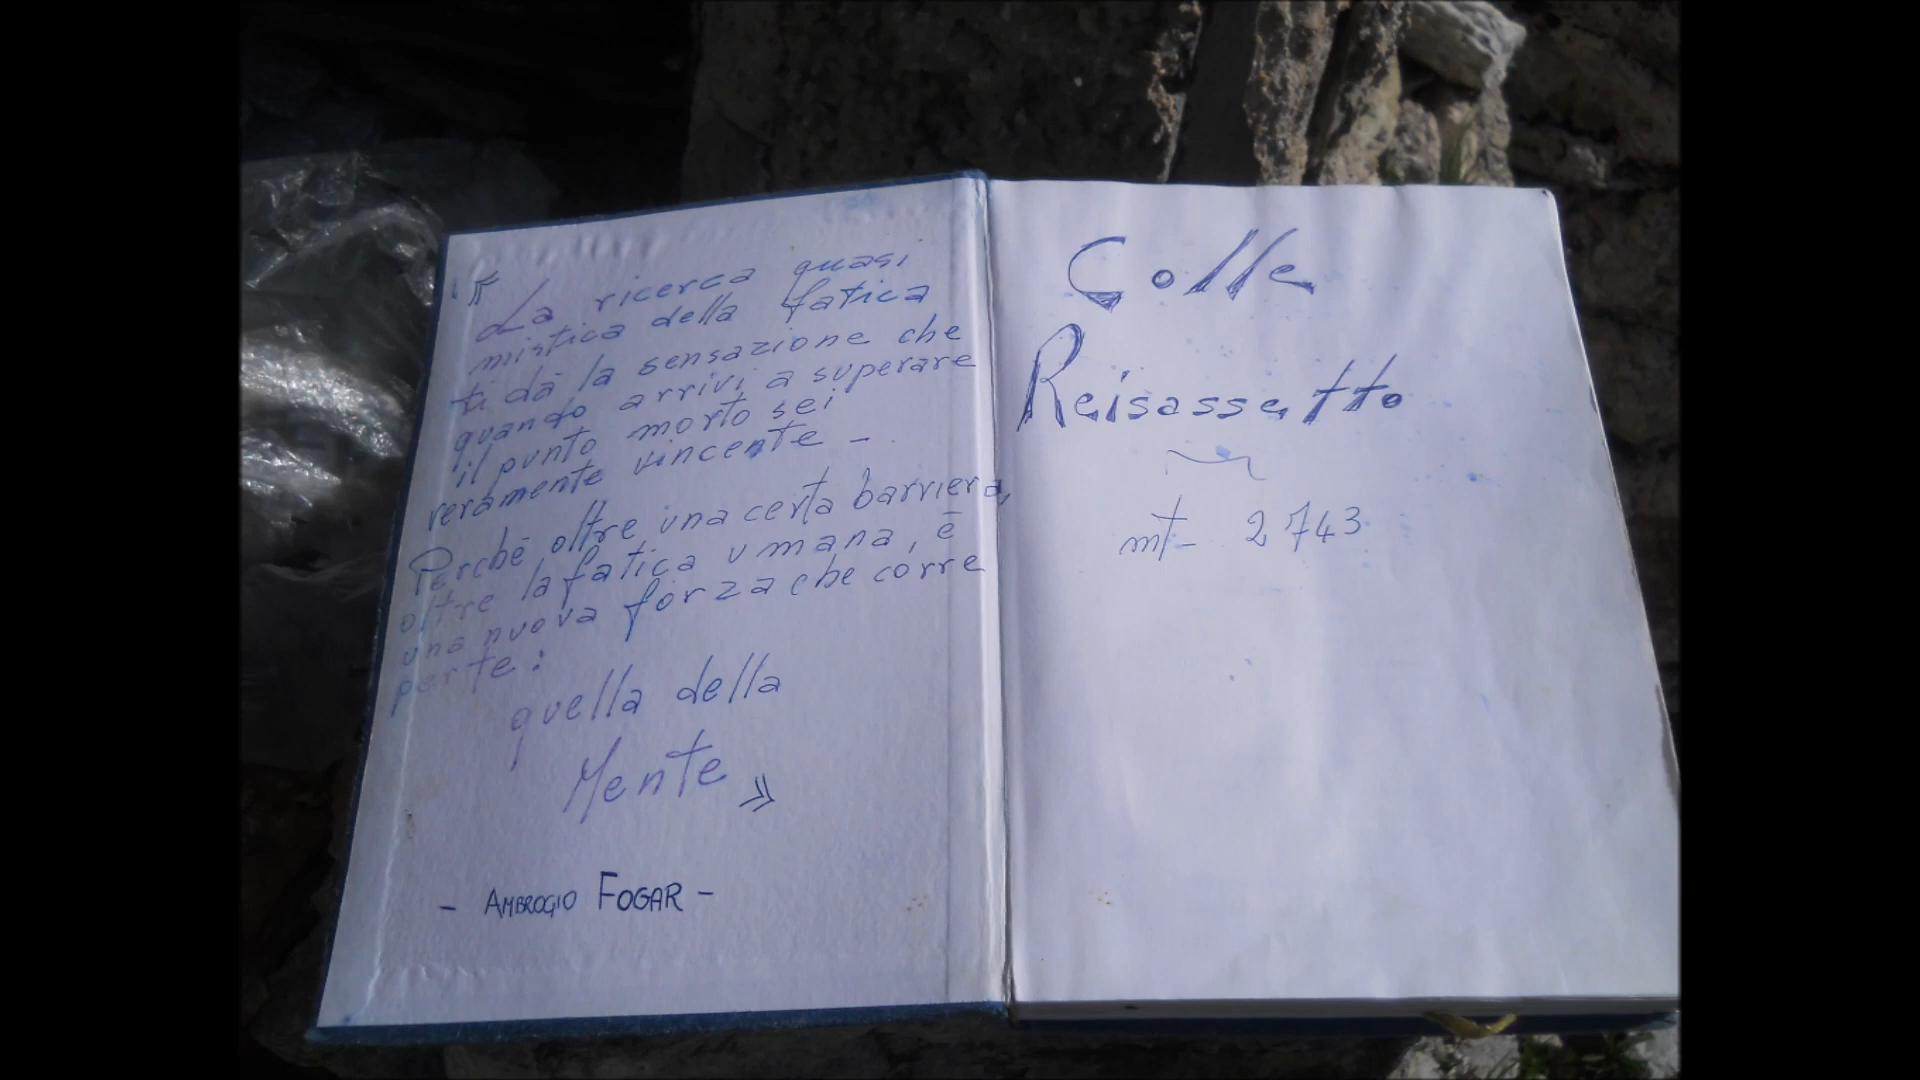 « La ricerca quasi
mistica della fatica
ti dà la sensazione che
quando arrivi a superare
il punto morto sei
veramente vincente -
Perchè oltre una certa barriera,
oltre la fatica umana, è
una nuova forza che corre
parte:
quella della
Mente »
- AMBROGIO FOGAR -
Colle
Reisassetto
mt- 2743